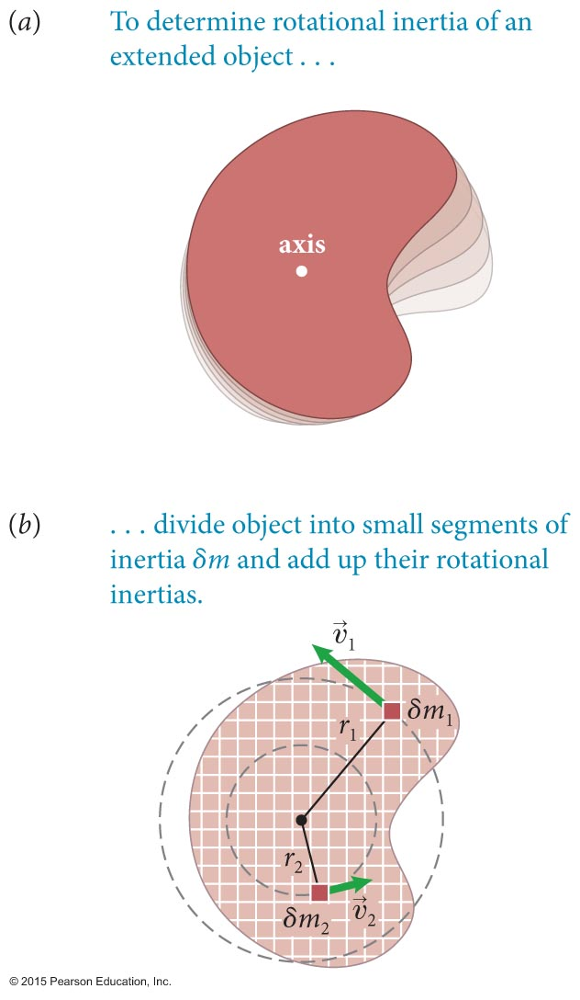 (a)
To determine rotational inertia of an
extended object . . .
axis
(b)
. . . divide object into small segments of
inertia δm and add up their rotational
inertias.
v⃗₁
δm₁
r₁
r₂
v⃗₂
δm₂
© 2015 Pearson Education, Inc.